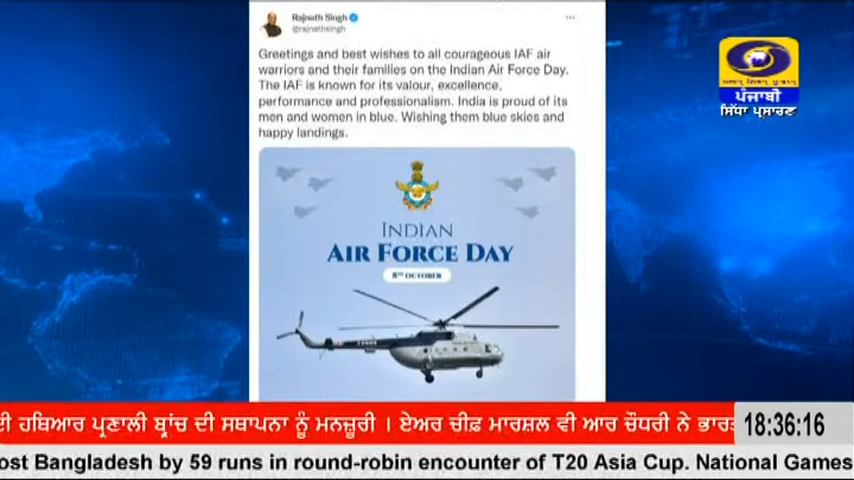 Rajnath Singh
@rajnathsingh
Greetings and best wishes to all courageous IAF air
warriors and their families on the Indian Air Force Day.
The IAF is known for its valour, excellence,
performance and professionalism. India is proud of its
men and women in blue. Wishing them blue skies and
happy landings.
INDIAN
AIR FORCE DAY
8TH OCTOBER
ਪੰਜਾਬੀ
ਸਿੱਧਾ ਪ੍ਰਸਾਰਣ
ਈ ਹਥਿਆਰ ਪ੍ਰਣਾਲੀ ਬ੍ਰਾਂਚ ਦੀ ਸਥਾਪਨਾ ਨੂੰ ਮਨਜ਼ੂਰੀ । ਏਅਰ ਚੀਫ਼ ਮਾਰਸ਼ਲ ਵੀ ਆਰ ਚੌਧਰੀ ਨੇ ਭਾਰਤ
18:36:16
ost Bangladesh by 59 runs in round-robin encounter of T20 Asia Cup. National Games